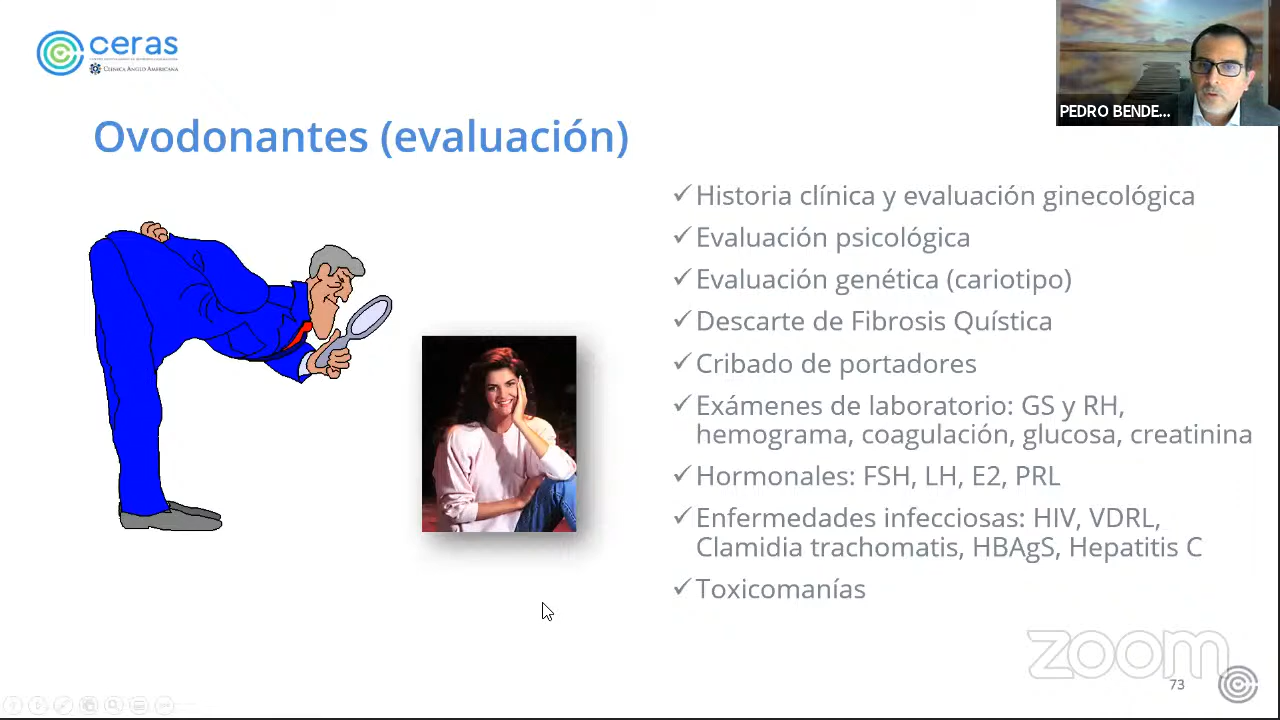 ceras
CLINICA ANGLO AMERICANA
PEDRO BENDE...
Ovodonantes (evaluación)
✓Historia clínica y evaluación ginecológica
✓Evaluación psicológica
✓Evaluación genética (cariotipo)
✓Descarte de Fibrosis Quística
✓Cribado de portadores
✓Exámenes de laboratorio: GS y RH,
hemograma, coagulación, glucosa, creatinina
✓Hormonales: FSH, LH, E2, PRL
✓Enfermedades infecciosas: HIV, VDRL,
Clamidia trachomatis, HBAgS, Hepatitis C
✓Toxicomanías
zoom
73